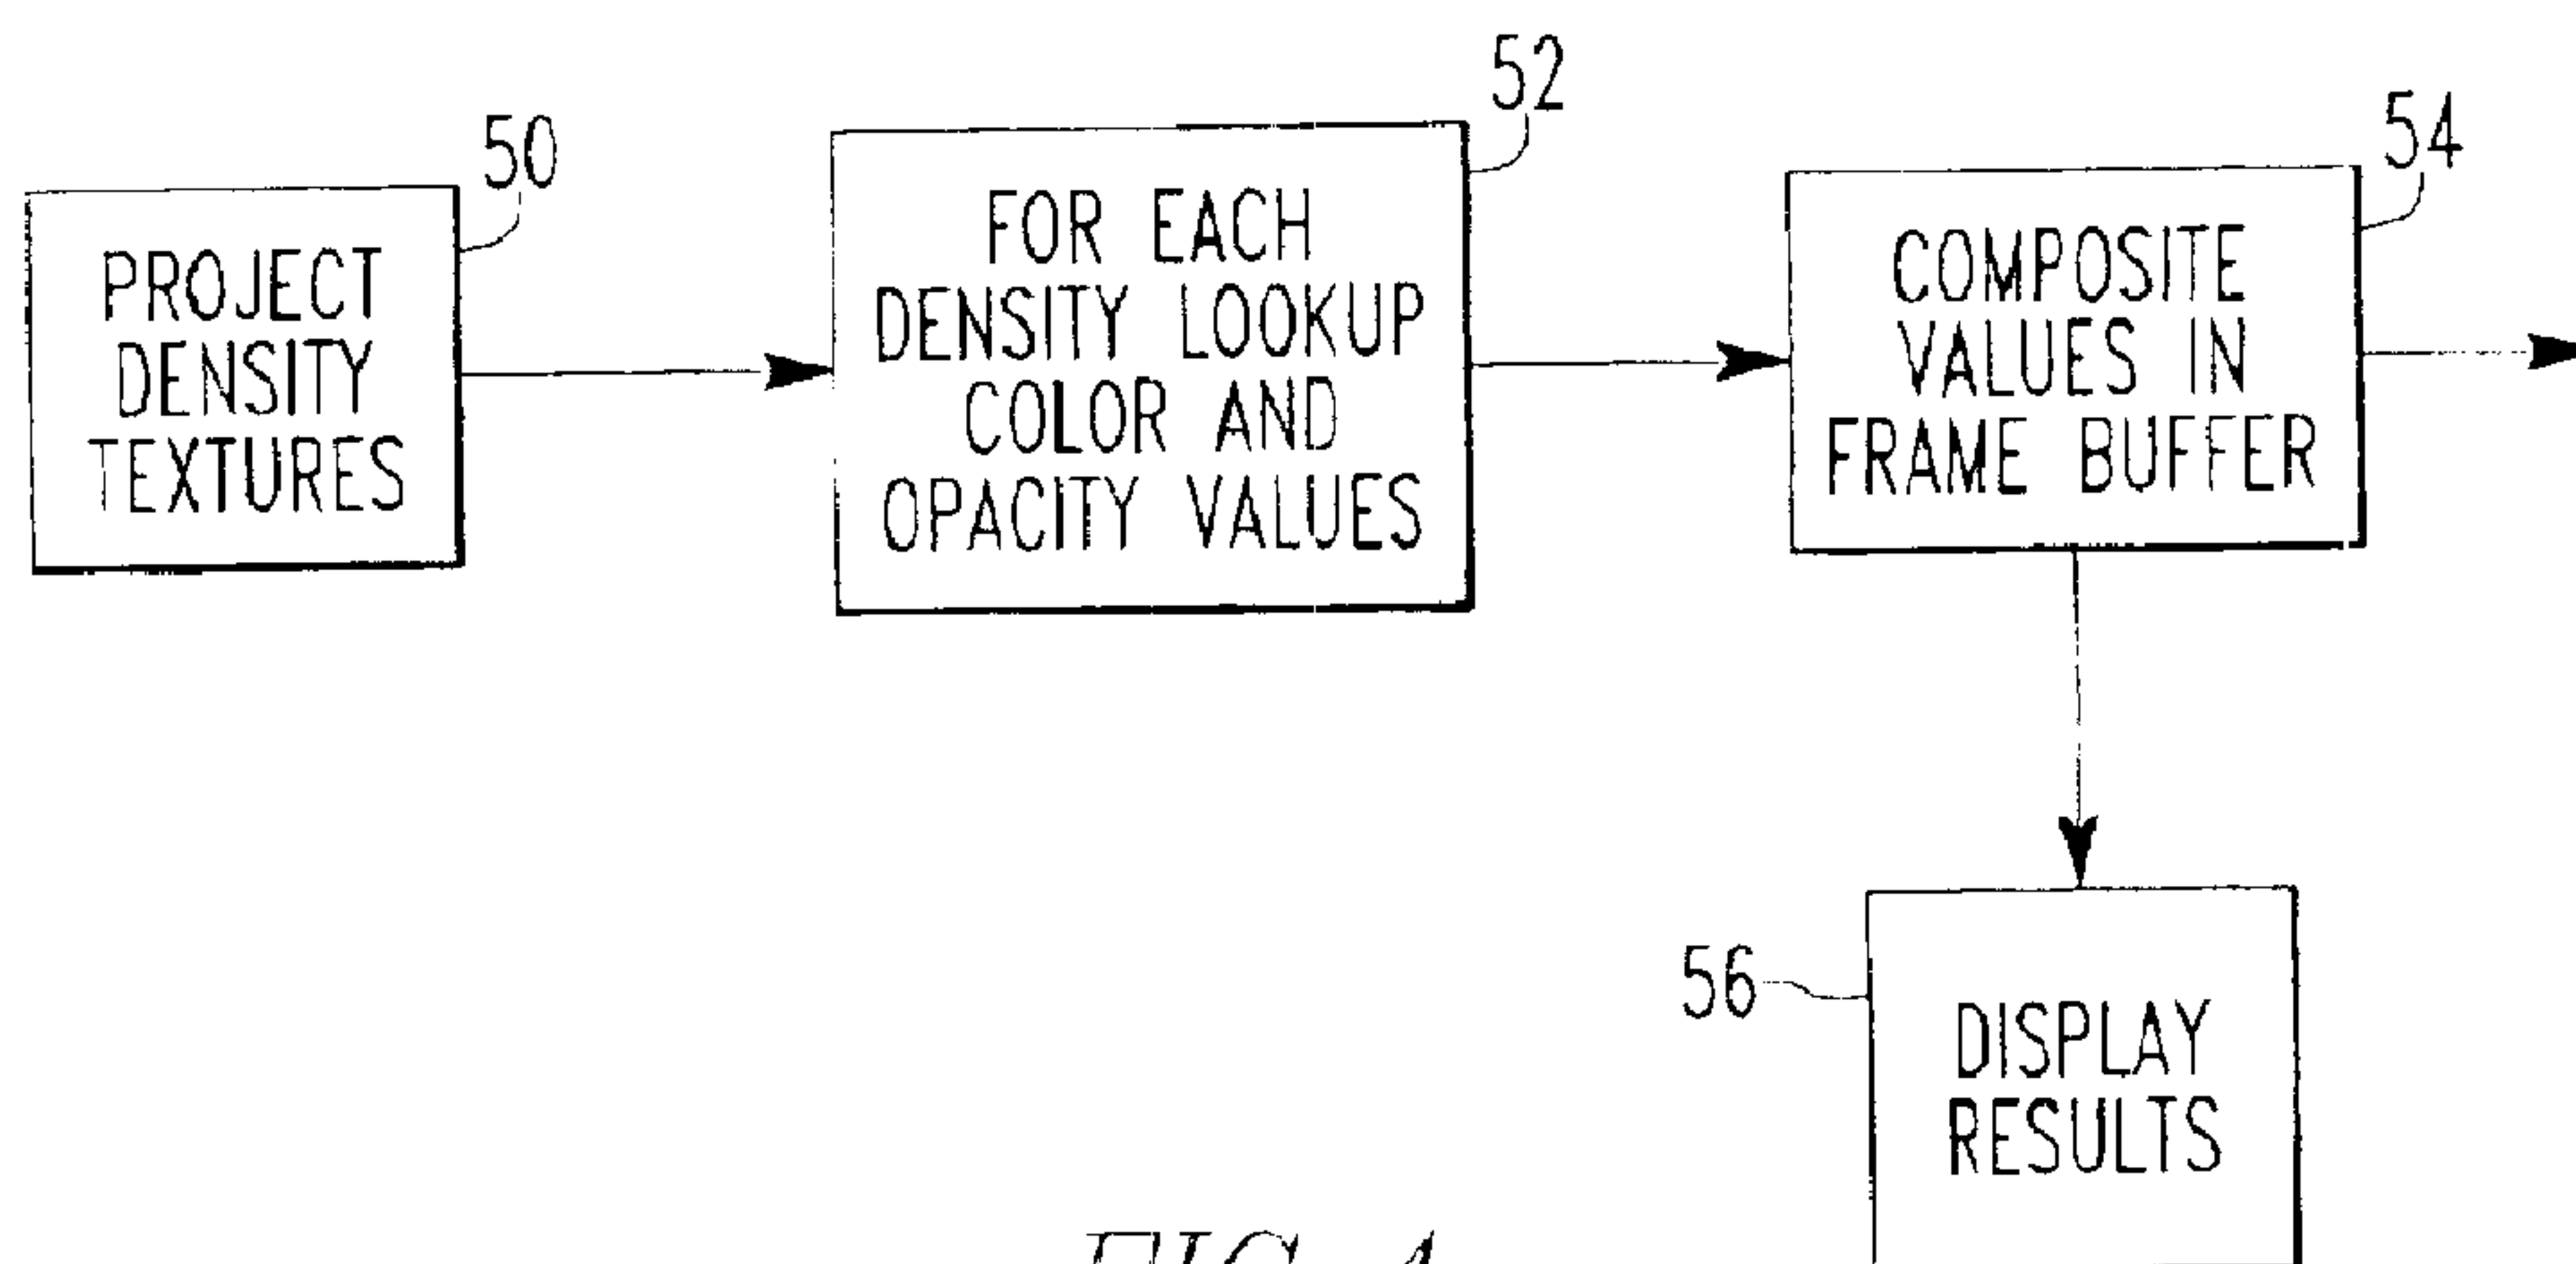 50
PROJECT
DENSITY
TEXTURES
52
FOR EACH
DENSITY LOOKUP
COLOR AND
OPACITY VALUES
54
COMPOSITE
VALUES IN
FRAME BUFFER
56
DISPLAY
RESULTS